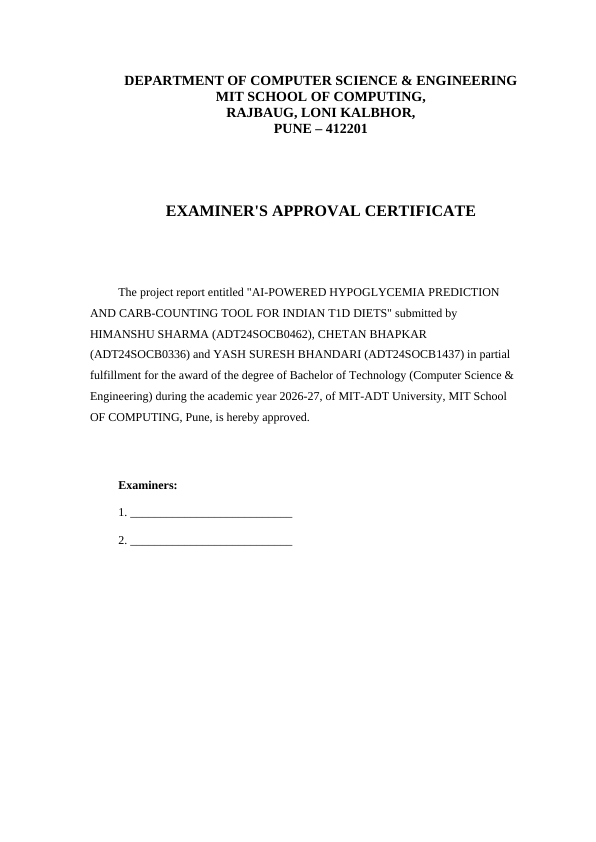 DEPARTMENT OF COMPUTER SCIENCE & ENGINEERING
MIT SCHOOL OF COMPUTING,
RAJBAUG, LONI KALBHOR,
PUNE – 412201
EXAMINER'S APPROVAL CERTIFICATE
The project report entitled "AI-POWERED HYPOGLYCEMIA PREDICTION
AND CARB-COUNTING TOOL FOR INDIAN T1D DIETS" submitted by
HIMANSHU SHARMA (ADT24SOCB0462), CHETAN BHAPKAR
(ADT24SOCB0336) and YASH SURESH BHANDARI (ADT24SOCB1437) in partial
fulfillment for the award of the degree of Bachelor of Technology (Computer Science &
Engineering) during the academic year 2026-27, of MIT-ADT University, MIT School
OF COMPUTING, Pune, is hereby approved.
Examiners:
1. ___________________________
2. ___________________________